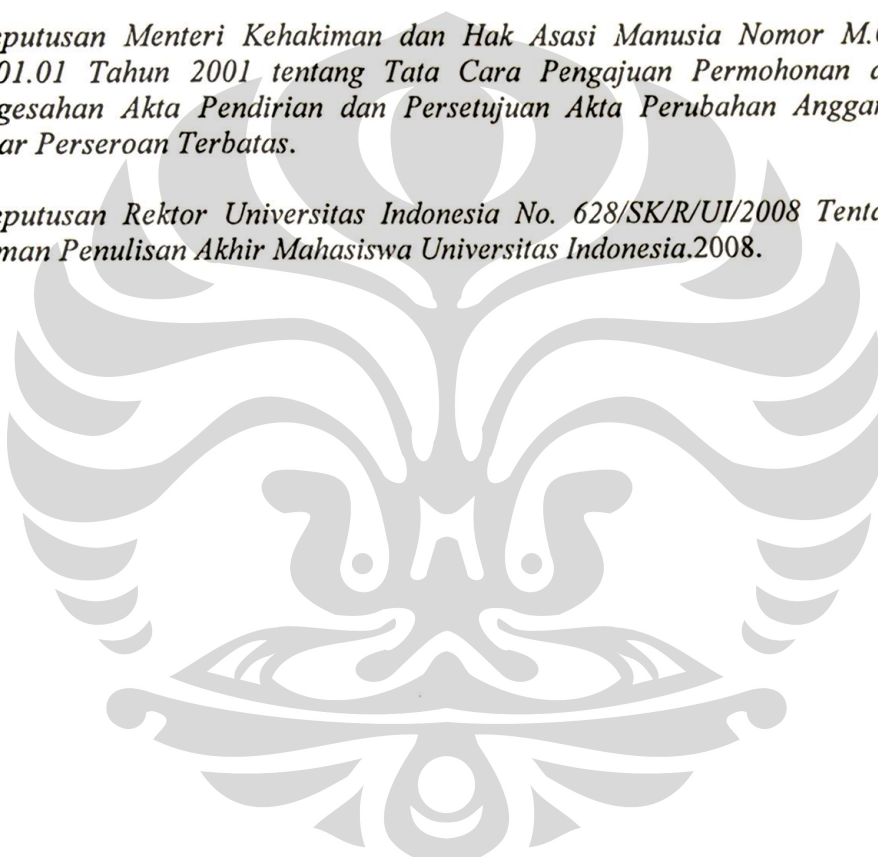 eputusan Menteri Kehakiman dan Hak Asasi Manusia Nomor M.
01.01 Tahun 2001 tentang Tata Cara Pengajuan Permohonan
gesahan Akta Pendirian dan Persetujuan Akta Perubahan Anggar
ar Perseroan Terbatas.
eputusan Rektor Universitas Indonesia No. 628/SK/R/UI/2008 Tenta
man Penulisan Akhir Mahasiswa Universitas Indonesia.2008.